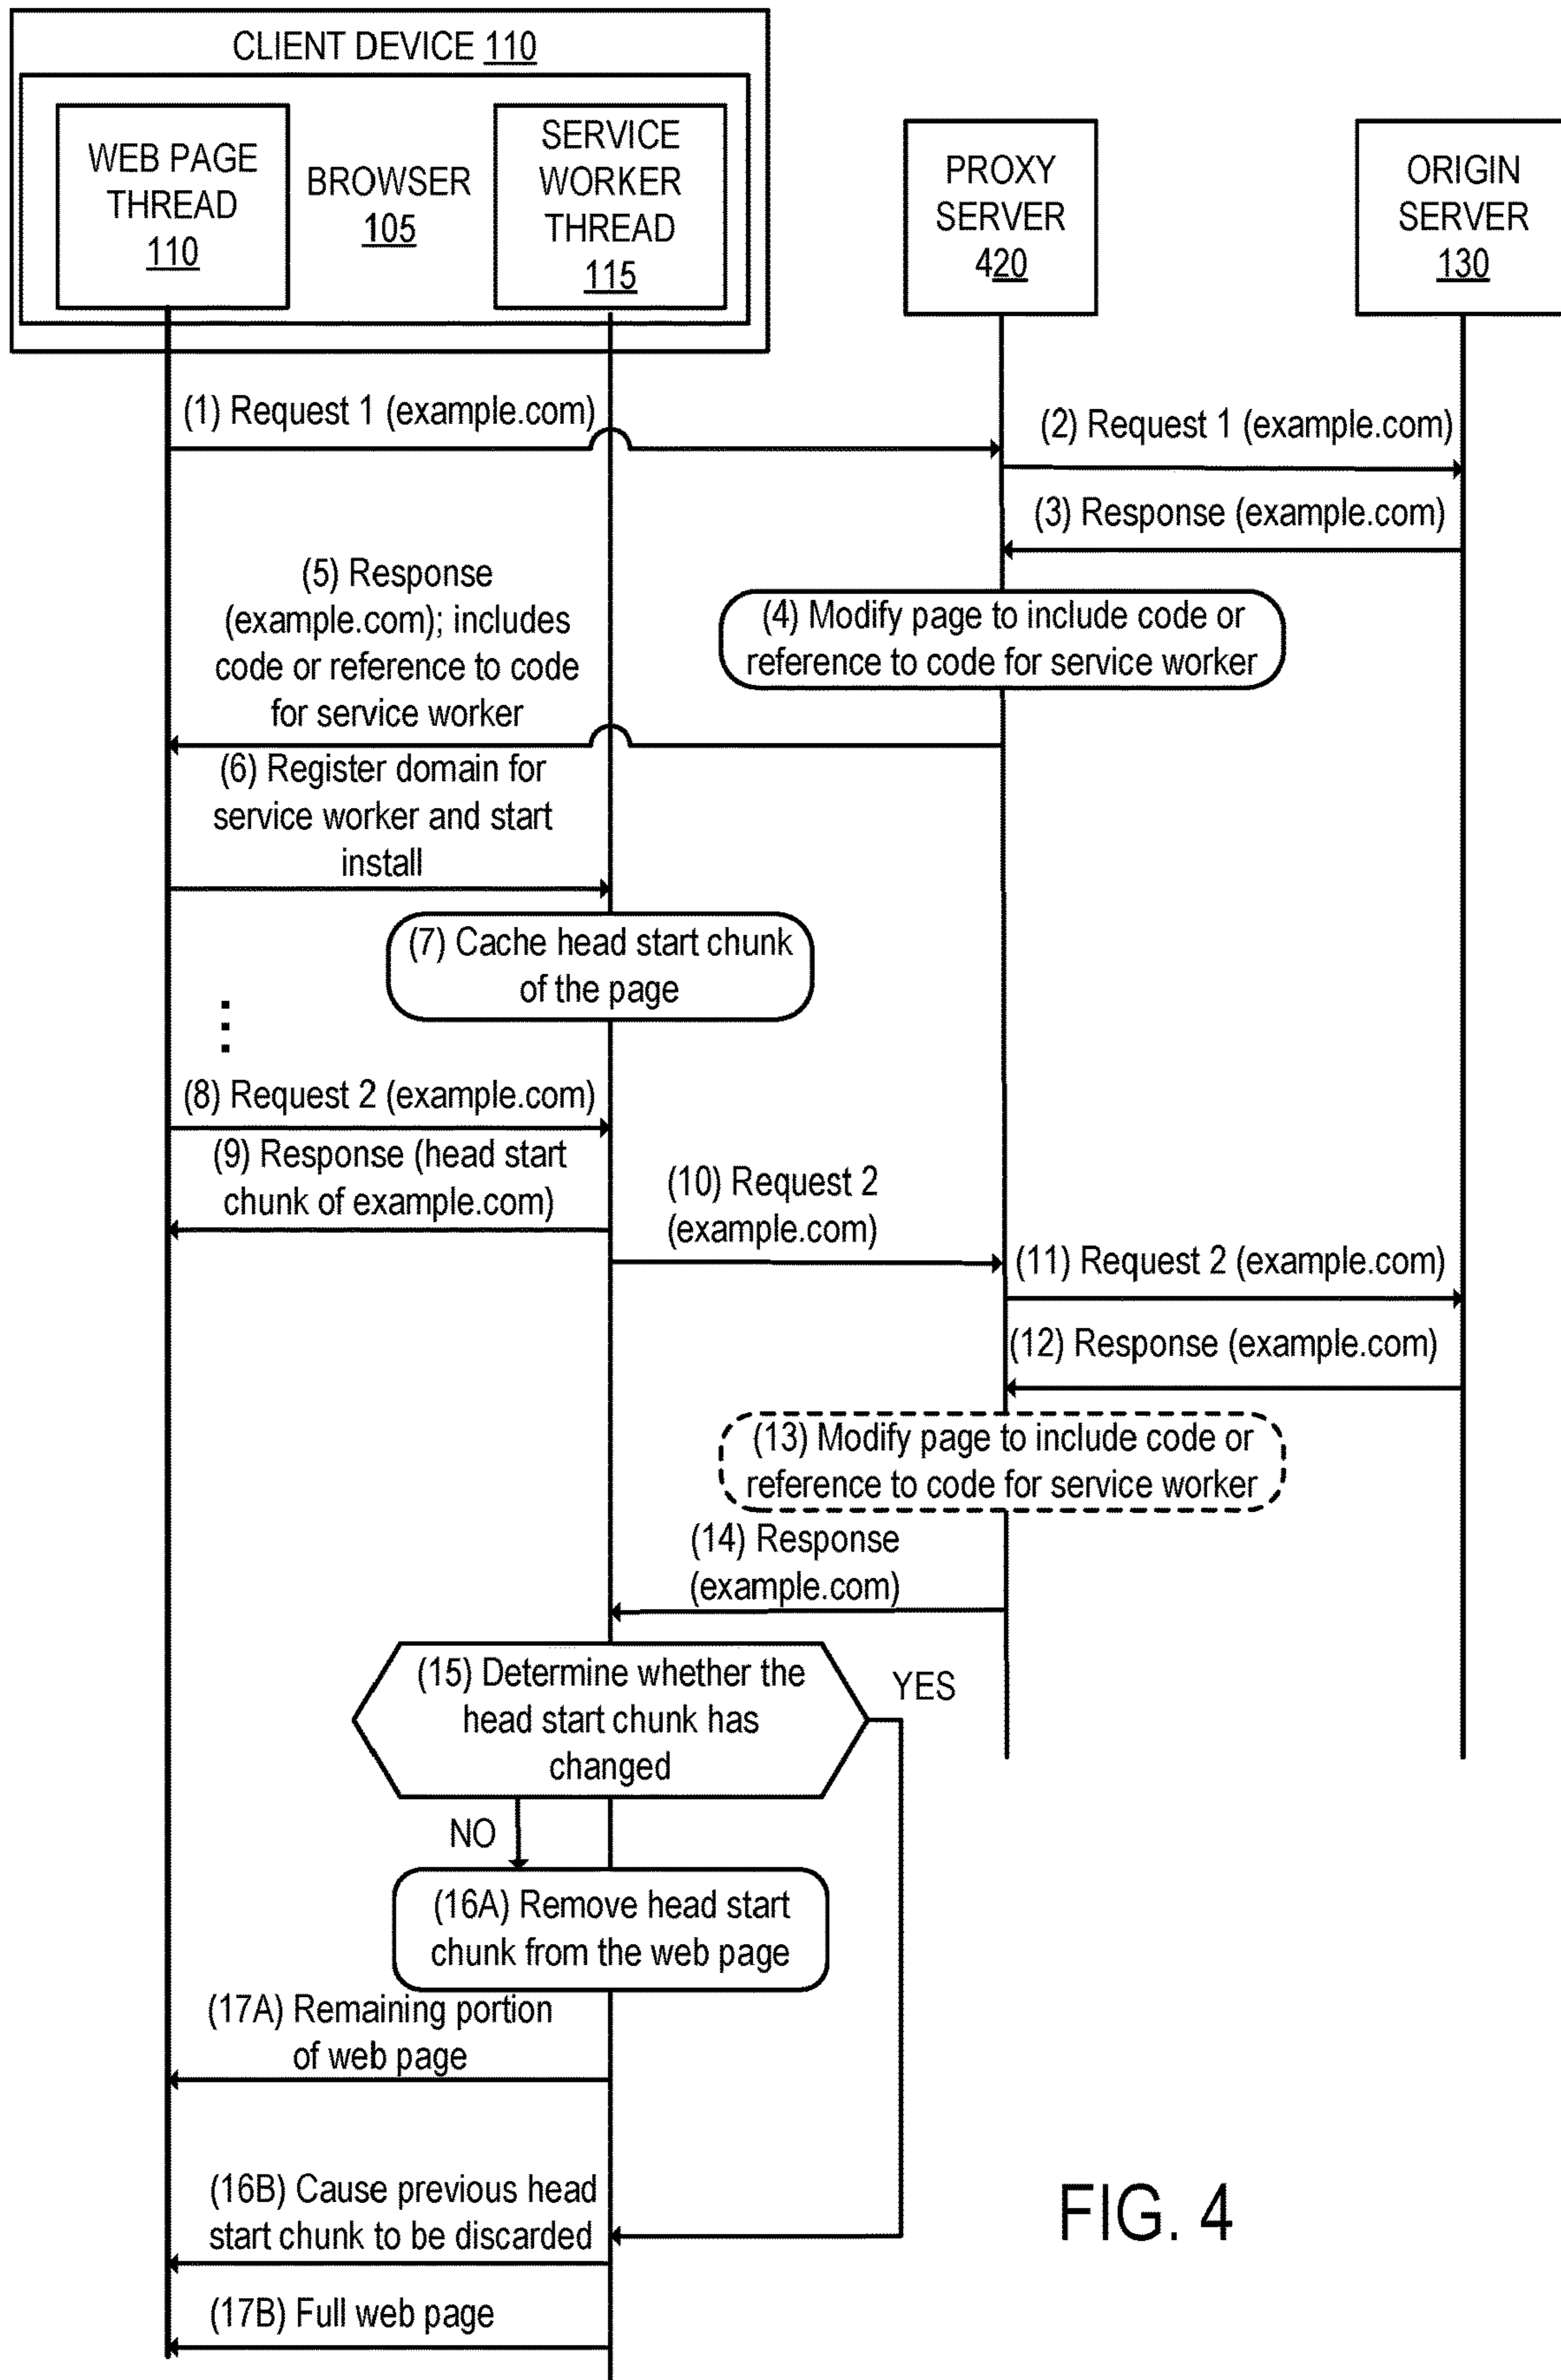 CLIENT DEVICE 110
WEB PAGE
THREAD
110
BROWSER
105
SERVICE
WORKER
THREAD
115
PROXY
SERVER
420
ORIGIN
SERVER
130
(1) Request 1 (example.com)
(2) Request 1 (example.com)
(3) Response (example.com)
(4) Modify page to include code or
reference to code for service worker
(5) Response
(example.com); includes
code or reference to code
for service worker
(6) Register domain for
service worker and start
install
(7) Cache head start chunk
of the page
(8) Request 2 (example.com)
(9) Response (head start
chunk of example.com)
(10) Request 2
(example.com)
(11) Request 2 (example.com)
(12) Response (example.com)
(13) Modify page to include code or
reference to code for service worker
(14) Response
(example.com)
(15) Determine whether the
head start chunk has
changed
YES
NO
(16A) Remove head start
chunk from the web page
(17A) Remaining portion
of web page
(16B) Cause previous head
start chunk to be discarded
(17B) Full web page
FIG. 4